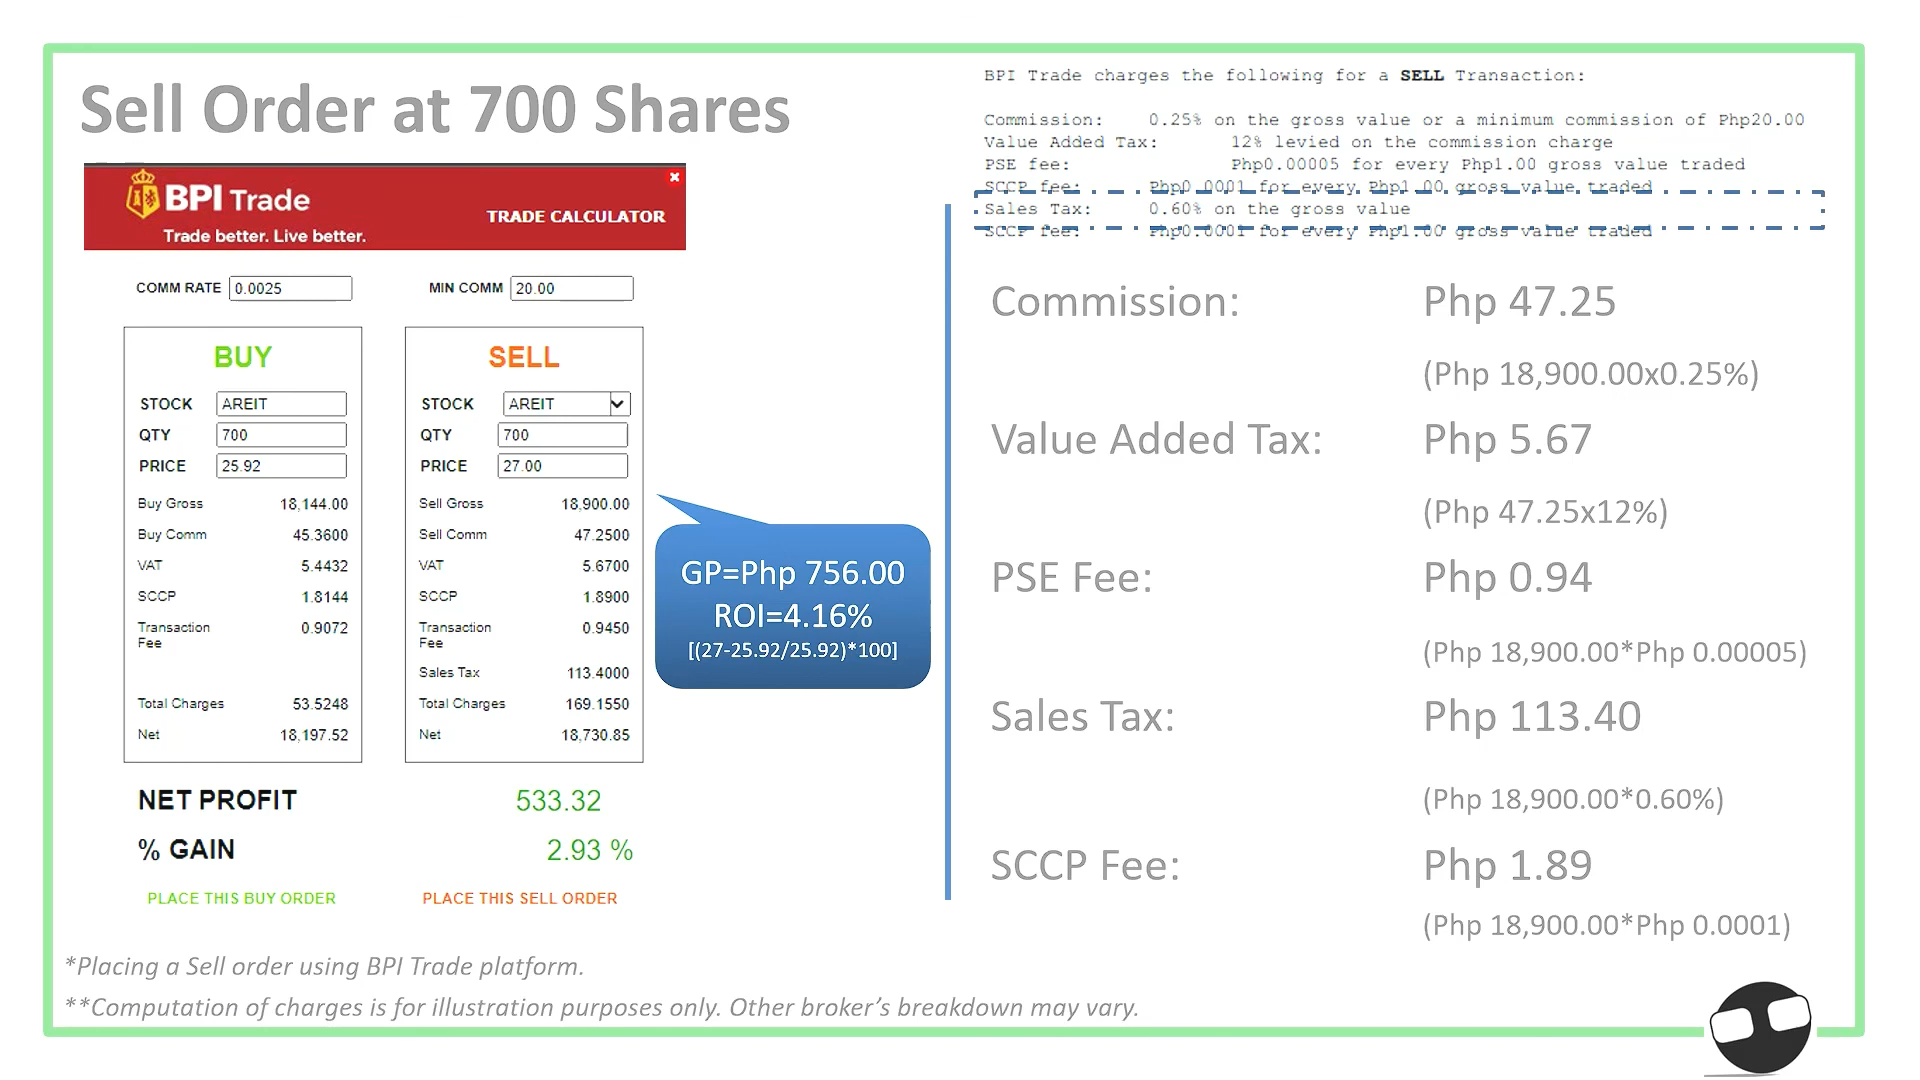 Sell Order at 700 Shares
BPI Trade
Trade better. Live better.
TRADE CALCULATOR
COMM RATE 0.0025
MIN COMM 20.00
BUY
STOCK AREIT
QTY 700
PRICE 25.92
Buy Gross 18,144.00
Buy Comm 45.3600
VAT 5.4432
SCCP 1.8144
Transaction
Fee 0.9072
Total Charges 53.5248
Net 18,197.52
SELL
STOCK AREIT
QTY 700
PRICE 27.00
Sell Gross 18,900.00
Sell Comm 47.2500
VAT 5.6700
SCCP 1.8900
Transaction
Fee 0.9450
Sales Tax 113.4000
Total Charges 169.1550
Net 18,730.85
NET PROFIT 533.32
% GAIN 2.93 %
PLACE THIS BUY ORDER
PLACE THIS SELL ORDER
GP=Php 756.00
ROI=4.16%
[(27-25.92/25.92)*100]
BPI Trade charges the following for a SELL Transaction:
Commission: 0.25% on the gross value or a minimum commission of Php20.00
Value Added Tax: 12% levied on the commission charge
PSE fee: Php0.00005 for every Php1.00 gross value traded
SCCP fee: Php0.0001 for every Php1.00 gross value traded
Sales Tax: 0.60% on the gross value
SCCP fee: Php0.0001 for every Php1.00 gross value traded
Commission: Php 47.25
(Php 18,900.00x0.25%)
Value Added Tax: Php 5.67
(Php 47.25x12%)
PSE Fee: Php 0.94
(Php 18,900.00*Php 0.00005)
Sales Tax: Php 113.40
(Php 18,900.00*0.60%)
SCCP Fee: Php 1.89
(Php 18,900.00*Php 0.0001)
*Placing a Sell order using BPI Trade platform.
**Computation of charges is for illustration purposes only. Other broker's breakdown may vary.